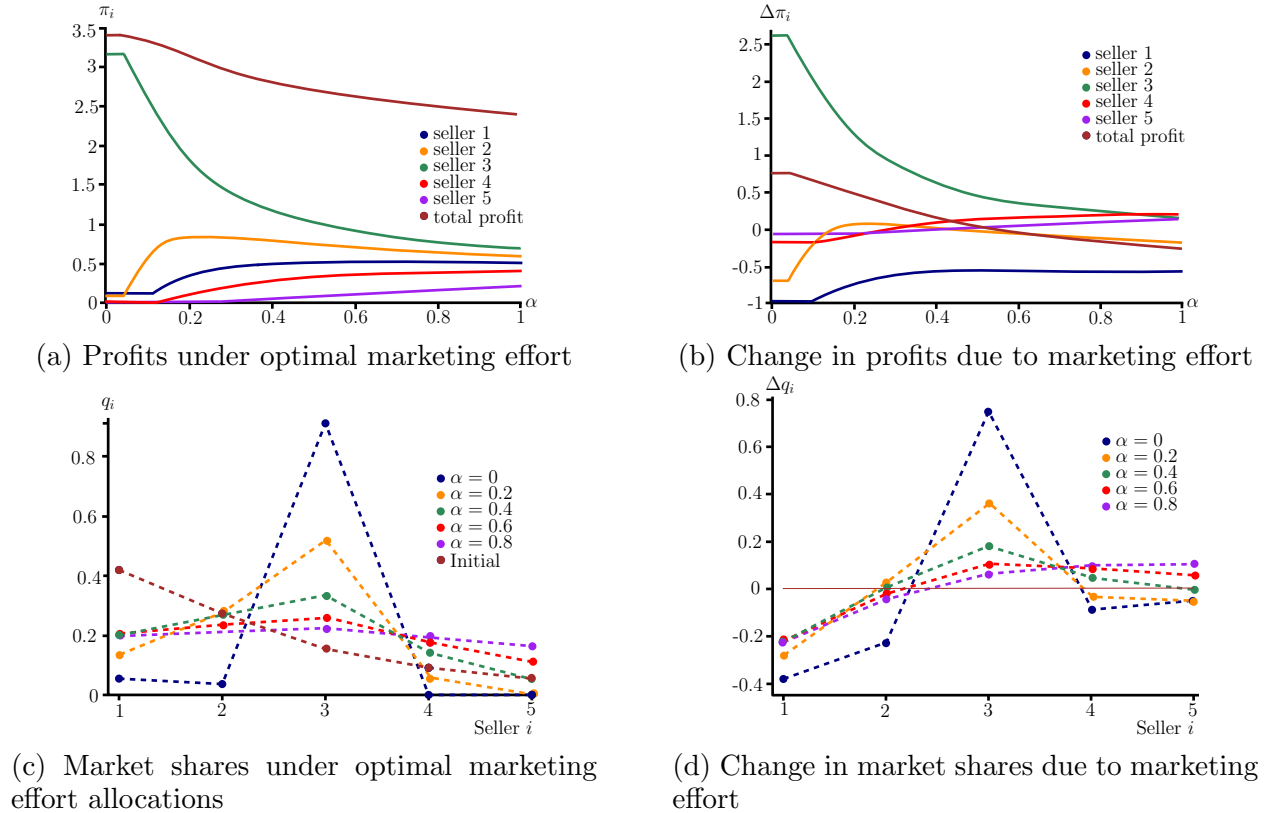 π_i
3.5
3
2.5
2
1.5
1
0.5
0
0 0.2 0.4 0.6 0.8 1
α
seller 1
seller 2
seller 3
seller 4
seller 5
total profit
(a) Profits under optimal marketing effort
Δπ_i
2.5
2
1.5
1
0.5
0
-0.5
-1
0 0.2 0.4 0.6 0.8 1
α
seller 1
seller 2
seller 3
seller 4
seller 5
total profit
(b) Change in profits due to marketing effort
q_i
0.8
0.6
0.4
0.2
0
1 2 3 4 5
Seller i
α = 0
α = 0.2
α = 0.4
α = 0.6
α = 0.8
Initial
(c) Market shares under optimal marketing
effort allocations
Δq_i
0.8
0.6
0.4
0.2
0
-0.2
-0.4
1 2 3 4 5
Seller i
α = 0
α = 0.2
α = 0.4
α = 0.6
α = 0.8
(d) Change in market shares due to marketing
effort